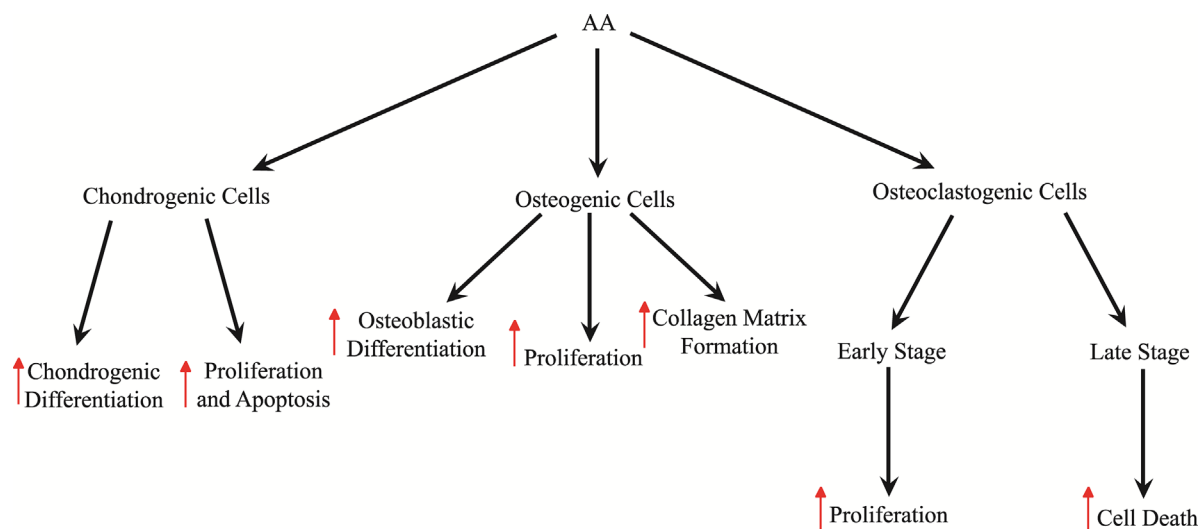 AA
Chondrogenic Cells
Osteogenic Cells
Osteoclastogenic Cells
Chondrogenic
Differentiation
Proliferation
and Apoptosis
Osteoblastic
Differentiation
Proliferation
Collagen Matrix
Formation
Early Stage
Late Stage
Proliferation
Cell Death